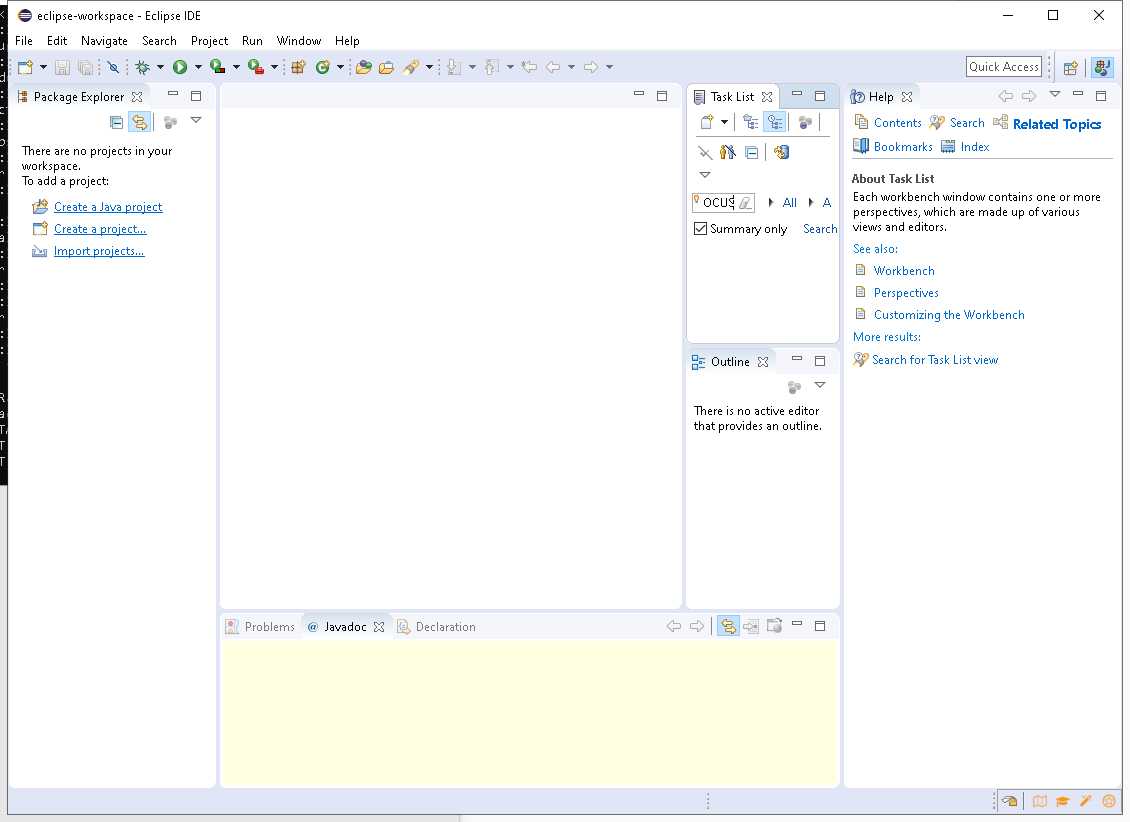 eclipse-workspace - Eclipse IDE
File Edit Navigate Search Project Run Window Help
Quick Access
Package Explorer
There are no projects in your
workspace.
To add a project:
Create a Java project
Create a project...
Import projects...
Task List
OCUS All A
Summary only Search
Outline
There is no active editor
that provides an outline.
Problems @ Javadoc Declaration
Help
Contents Search Related Topics
Bookmarks Index
About Task List
Each workbench window contains one or more
perspectives, which are made up of various
views and editors.
See also:
Workbench
Perspectives
Customizing the Workbench
More results:
Search for Task List view